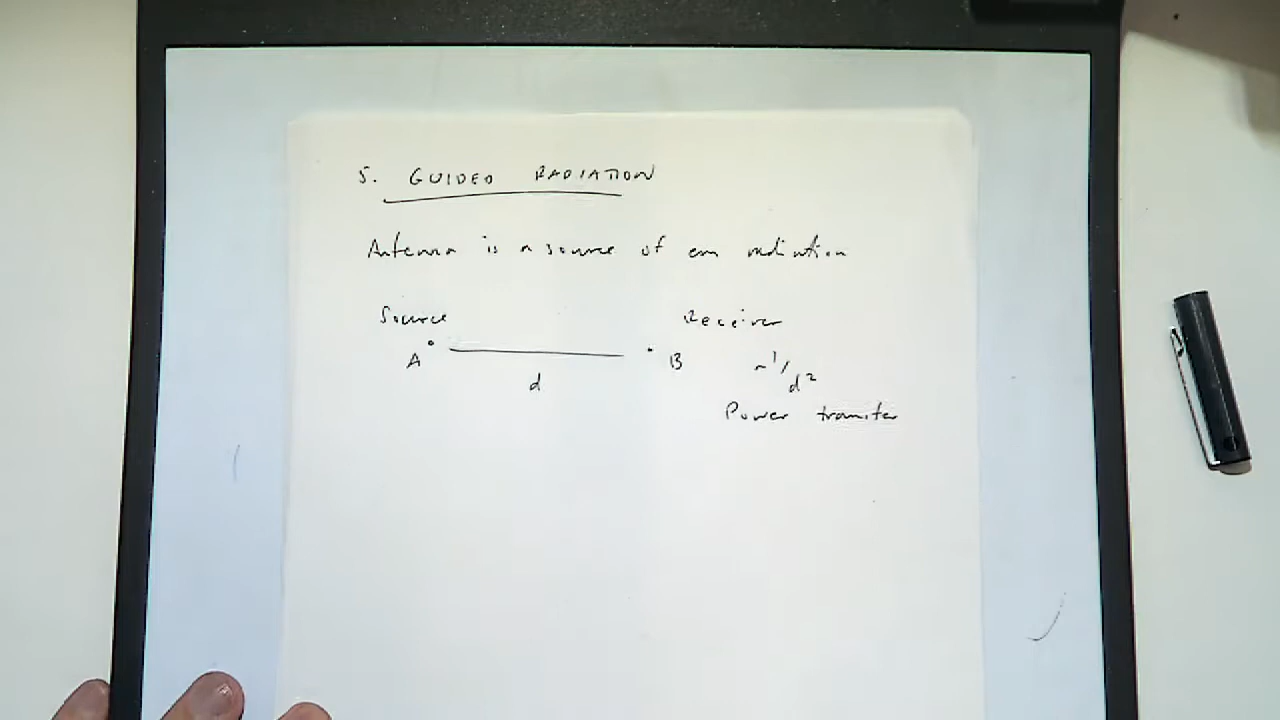 5. GUIDED RADIATION
Antenna is a source of em radiation
Source Receiver
A d B ~ 1/d²
Power transfer